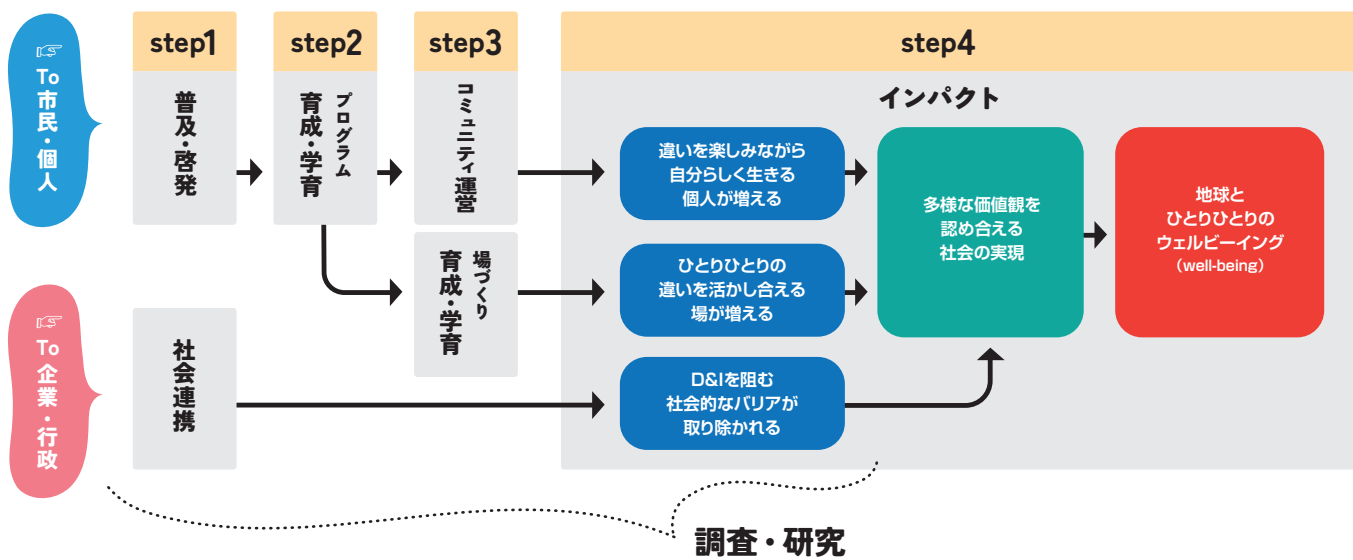 ☞ To 市民・個人
☞ To 企業・行政
step1
普及・啓発
社会連携
step2
プログラム
育成・学育
step3
コミュニティ運営
場づくり
育成・学育
step4
インパクト
違いを楽しみながら
自分らしく生きる
個人が増える
ひとりひとりの
違いを活かし合える
場が増える
D&Iを阻む
社会的なバリアが
取り除かれる
多様な価値観を
認め合える
社会の実現
地球と
ひとりひとりの
ウェルビーイング
（well-being）
調査・研究